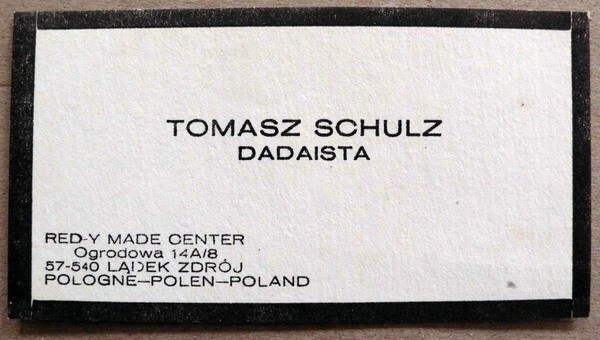 TOMASZ SCHULZ
DADAISTA
RED-Y MADE CENTER
Ogrodowa 14A/8
57-540 LĄDEK ZDRÓJ
POLOGNE—POLEN—POLAND